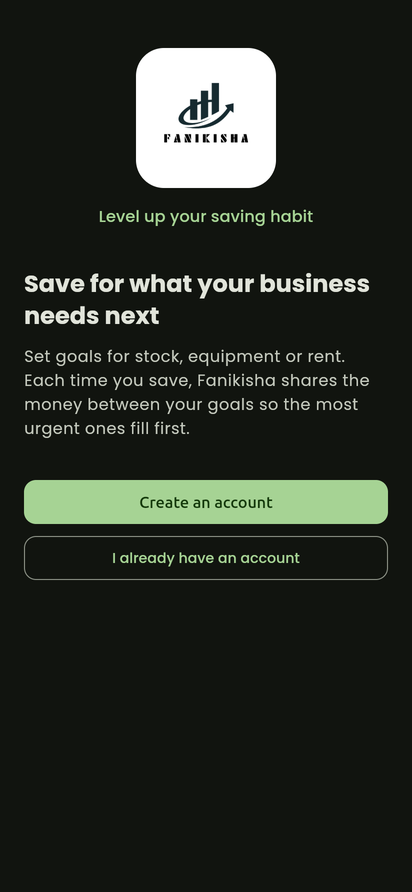 FANIKISHA
Level up your saving habit
Save for what your business
needs next
Set goals for stock, equipment or rent.
Each time you save, Fanikisha shares the
money between your goals so the most
urgent ones fill first.
Create an account
I already have an account